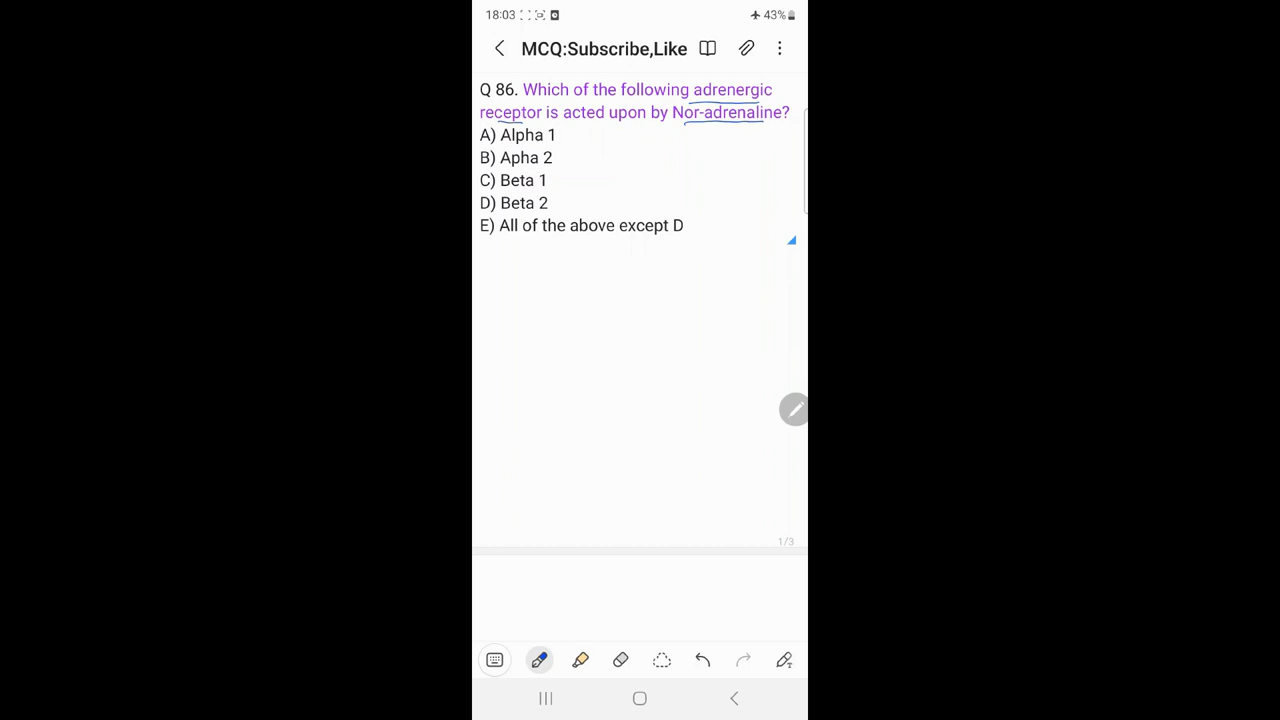 18:03
43%
MCQ:Subscribe,Like
Q 86. Which of the following adrenergic
receptor is acted upon by Nor-adrenaline?
A) Alpha 1
B) Apha 2
C) Beta 1
D) Beta 2
E) All of the above except D
1/3